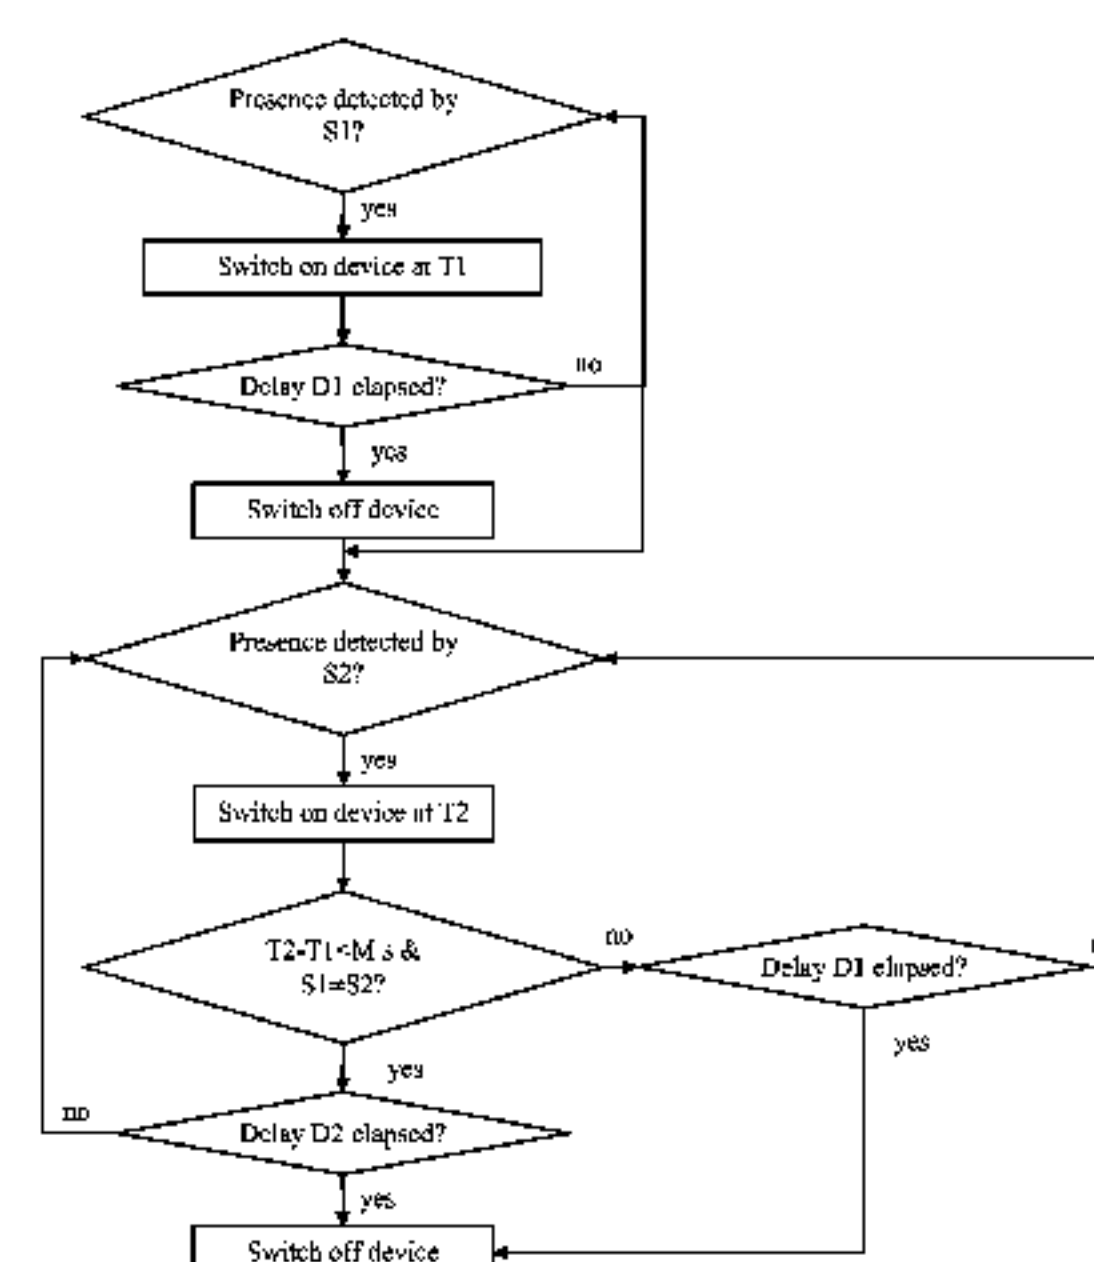 Presence detected by
S1?
yes
Switch on device at T1
no
Delay D1 elapsed?
yes
Switch off device
Presence detected by
S2?
yes
Switch on device at T2
T2-T1<M s &
S1≠S2?
no
Delay D1 elapsed?
yes
yes
no
Delay D2 elapsed?
yes
Switch off device